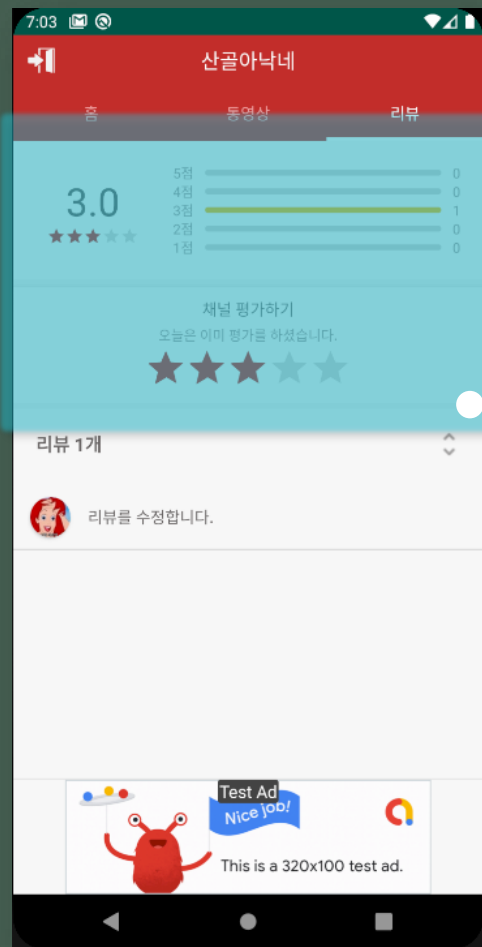 7:03
산골아낙네
홈 동영상 리뷰
3.0
5점 0
4점 0
3점 1
2점 0
1점 0
채널 평가하기
오늘은 이미 평가를 하셨습니다.
리뷰 1개
리뷰를 수정합니다.
Test Ad
Nice job!
This is a 320x100 test ad.